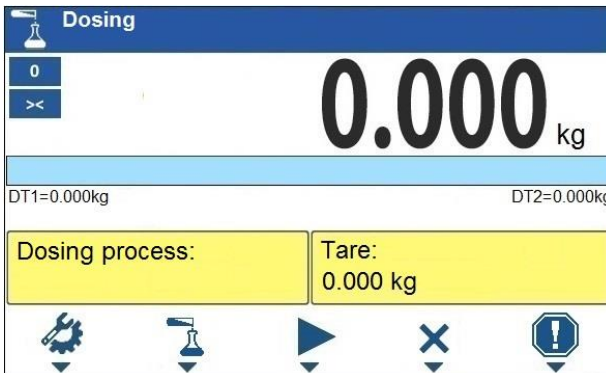 Dosing
0
><
0.000 kg
DT1=0.000kg
DT2=0.000kg
Dosing process:
Tare:
0.000 kg